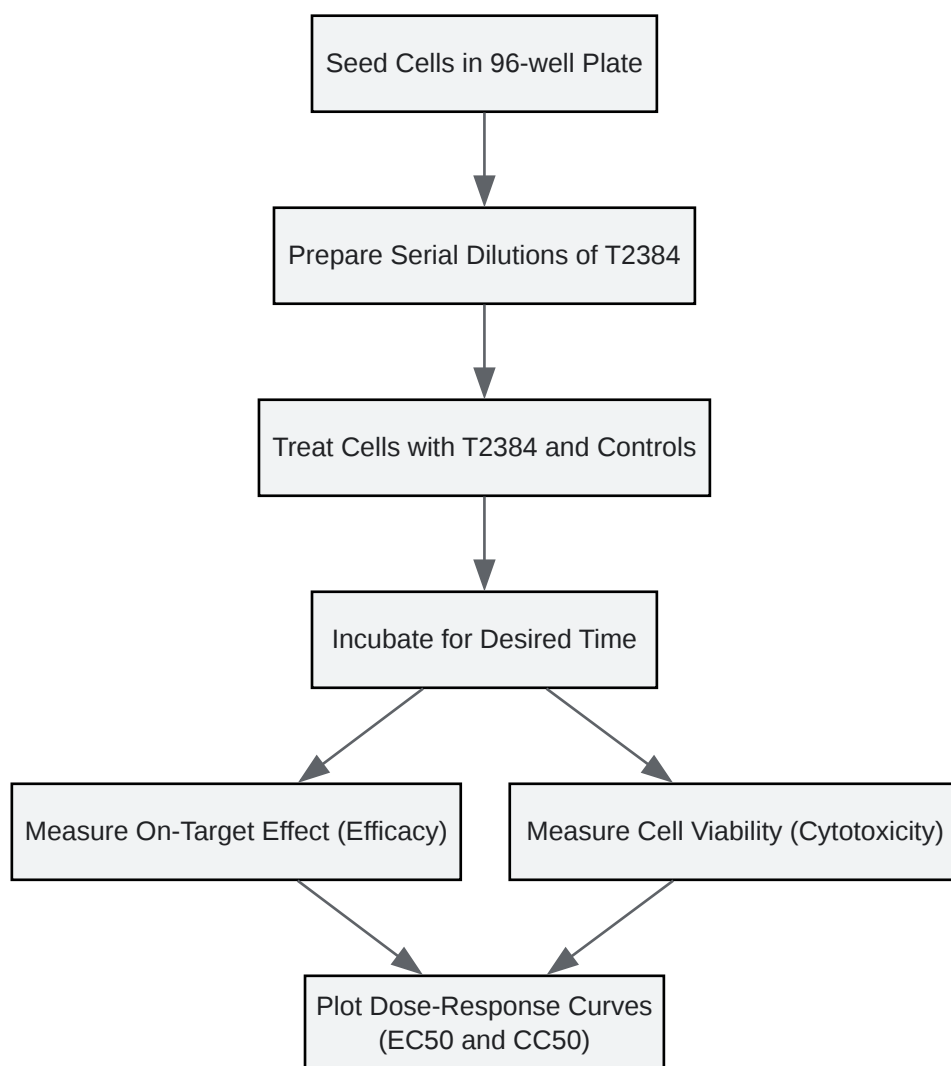 Seed Cells in 96-well Plate
Prepare Serial Dilutions of T2384
Treat Cells with T2384 and Controls
Incubate for Desired Time
Measure On-Target Effect (Efficacy)
Measure Cell Viability (Cytotoxicity)
Plot Dose-Response Curves
(EC50 and CC50)